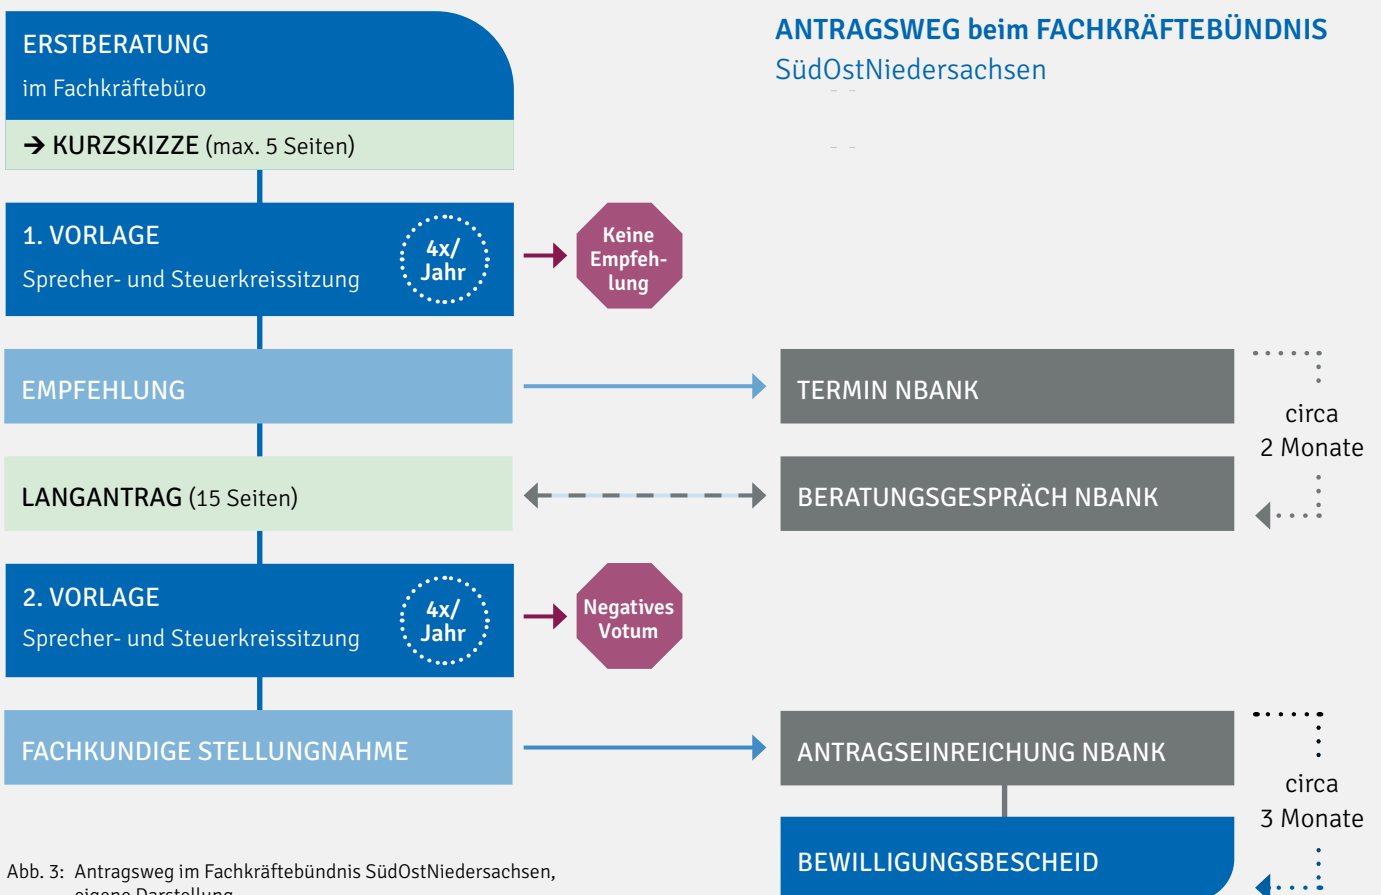 ANTRAGSWEG beim FACHKRÄFTEBÜNDNIS
SüdOstNiedersachsen
ERSTBERATUNG
im Fachkräftebüro
→ KURZSKIZZE (max. 5 Seiten)
1. VORLAGE
Sprecher- und Steuerkreissitzung
4x/
Jahr
Keine
Empfeh-
lung
EMPFEHLUNG
TERMIN NBANK
circa
2 Monate
LANGANTRAG (15 Seiten)
BERATUNGSGESPRÄCH NBANK
2. VORLAGE
Sprecher- und Steuerkreissitzung
4x/
Jahr
Negatives
Votum
FACHKUNDIGE STELLUNGNAHME
ANTRAGSEINREICHUNG NBANK
circa
3 Monate
BEWILLIGUNGSBESCHEID
Abb. 3: Antragsweg im Fachkräftebündnis SüdOstNiedersachsen,
eigene Darstellung